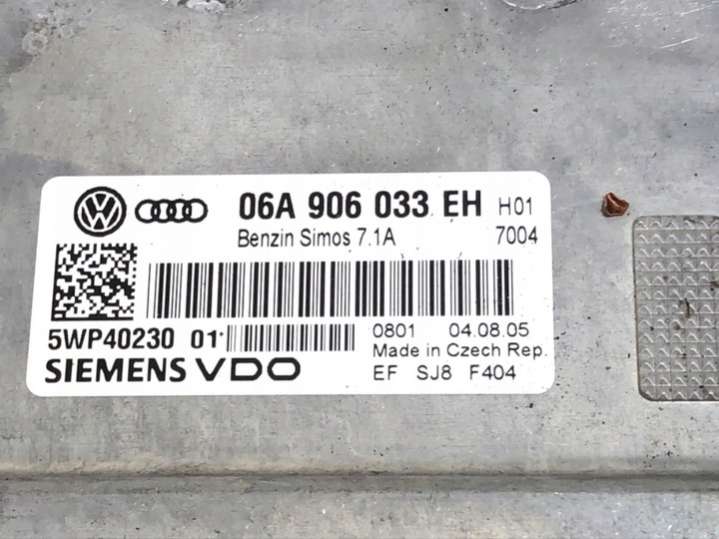 06A 906 033 EH H01
Benzin Simos 7.1A 7004
5WP40230 01 0801 04.08.05
Made in Czech Rep.
SIEMENS VDO EF SJ8 F404